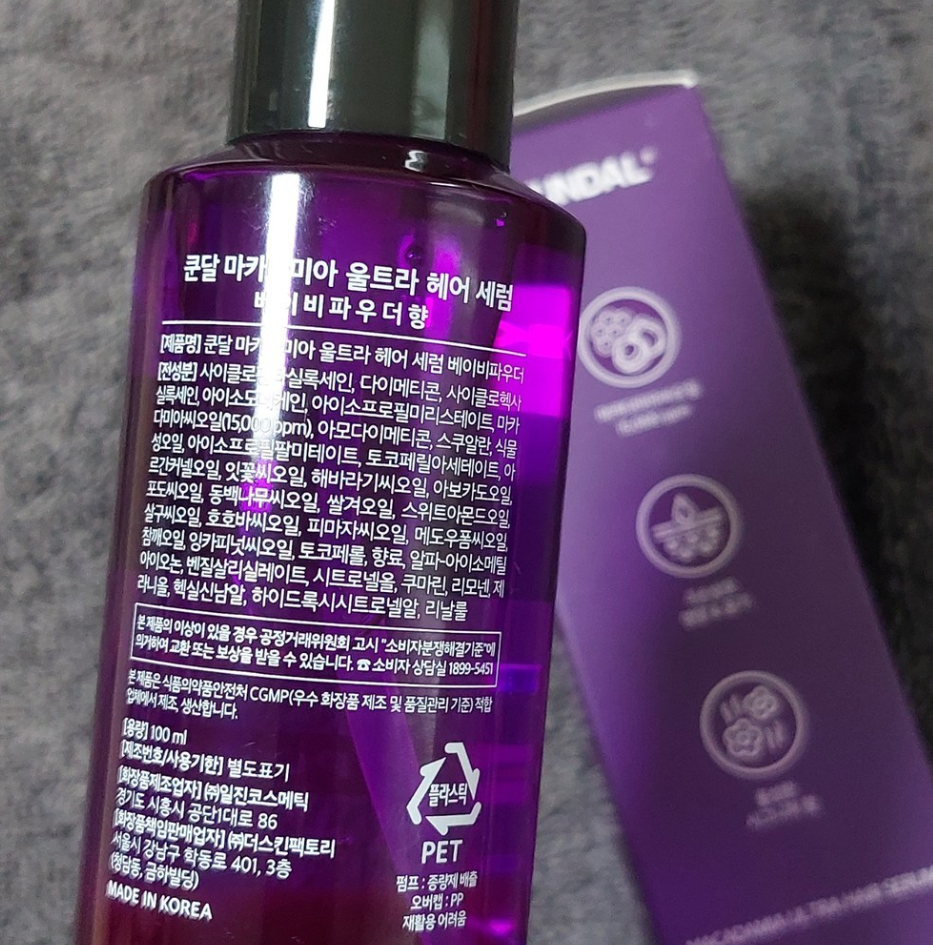 쿤달 마카 미아 울트라 헤어 세럼
베이비파우더향
[제품명] 쿤달 마카 미아 울트라 헤어 세럼 베이비파우더
[전성분] 사이클로 실록세인, 다이메티콘, 사이클로헥사
실록세인, 아이소도 케인, 아이소프로필미리스테이트, 마카
다미아씨오일(15,000ppm), 아모다이메티콘, 스쿠알란, 식물
성오일, 아이소프로필팔미테이트, 토코페릴아세테이트, 아
르간커넬오일, 잇꽃씨오일, 해바라기씨오일, 아보카도오일,
포도씨오일, 동백나무씨오일, 쌀겨오일, 스위트아몬드오일,
살구씨오일, 호호바씨오일, 피마자씨오일, 메도우폼씨오일,
참깨오일, 잉카피넛씨오일, 토코페롤, 향료, 알파-아이소메틸
아이오논, 벤질살리실레이트, 시트로넬올, 쿠마린, 리모넨, 제
라니올, 헥실신남알, 하이드록시시트로넬알, 리날룰
본 제품의 이상이 있을 경우 공정거래위원회 고시 "소비자분쟁해결기준"에
의거하여 교환 또는 보상을 받을 수 있습니다. ☎ 소비자 상담실 1899-5451
본 제품은 식품의약품안전처 CGMP(우수 화장품 제조 및 품질관리 기준) 적합
업체에서 제조, 생산합니다.
[용량] 100 ml
[제조번호/사용기한] 별도표기
[화장품제조업자] ㈜일진코스메틱
경기도 시흥시 공단1대로 86
[화장품책임판매업자] ㈜더스킨팩토리
서울시 강남구 학동로 401, 3층
(청담동, 금하빌딩)
MADE IN KOREA
플라스틱
PET
펌프 : 중량제 배출
오버캡 : PP
재활용 어려움
UNDAL
MACADAMIA ULTRA HAIR SERUM